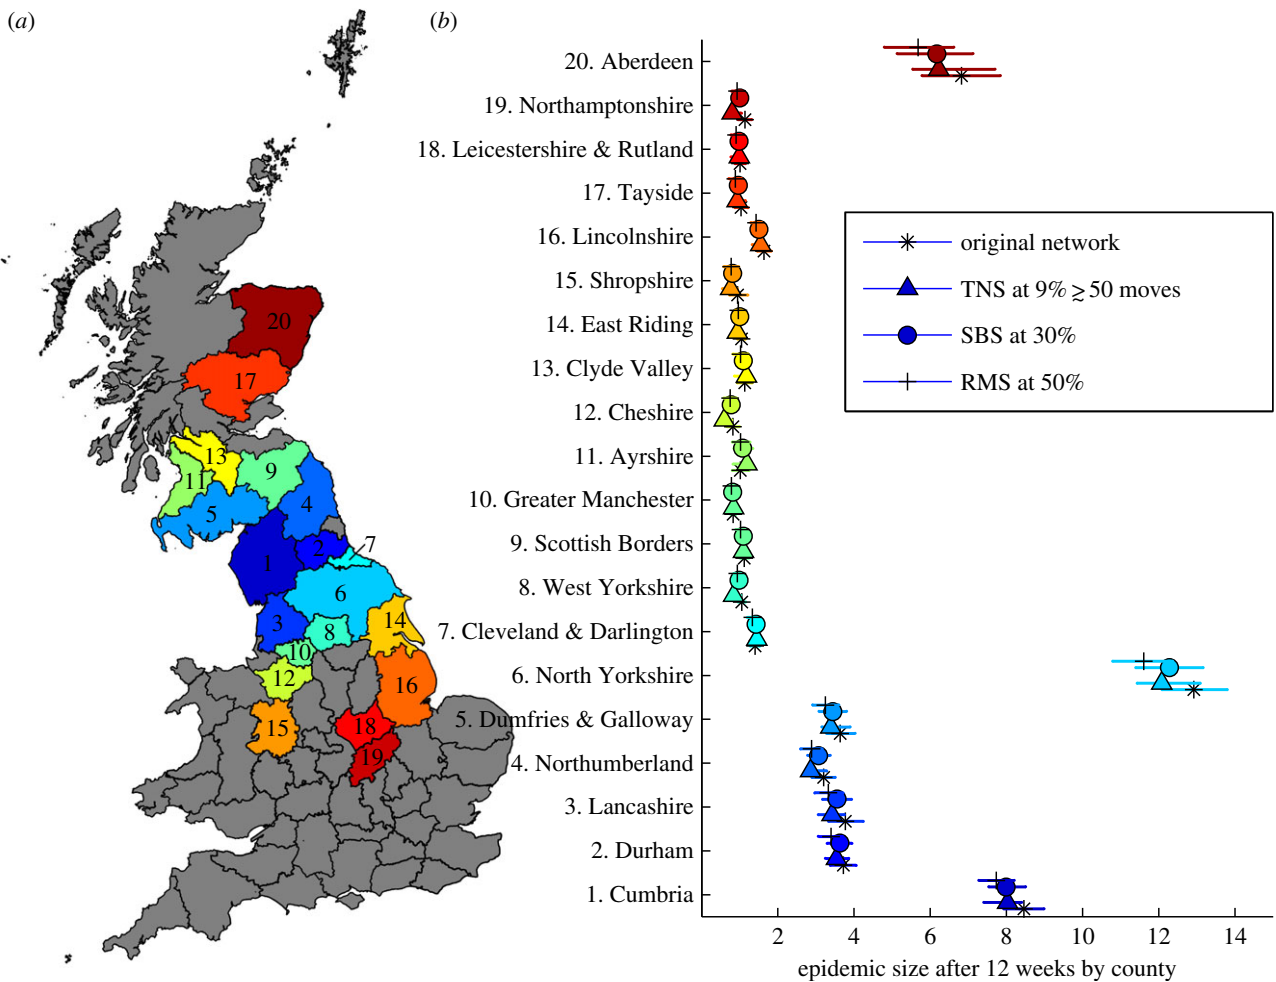 (a)
20
17
13
11
9
5
4
1
2
7
6
3
8
14
10
12
16
15
18
19
(b)
20. Aberdeen
19. Northamptonshire
18. Leicestershire & Rutland
17. Tayside
16. Lincolnshire
15. Shropshire
14. East Riding
13. Clyde Valley
12. Cheshire
11. Ayrshire
10. Greater Manchester
9. Scottish Borders
8. West Yorkshire
7. Cleveland & Darlington
6. North Yorkshire
5. Dumfries & Galloway
4. Northumberland
3. Lancashire
2. Durham
1. Cumbria
original network
TNS at 9% ≳ 50 moves
SBS at 30%
RMS at 50%
2 4 6 8 10 12 14
epidemic size after 12 weeks by county